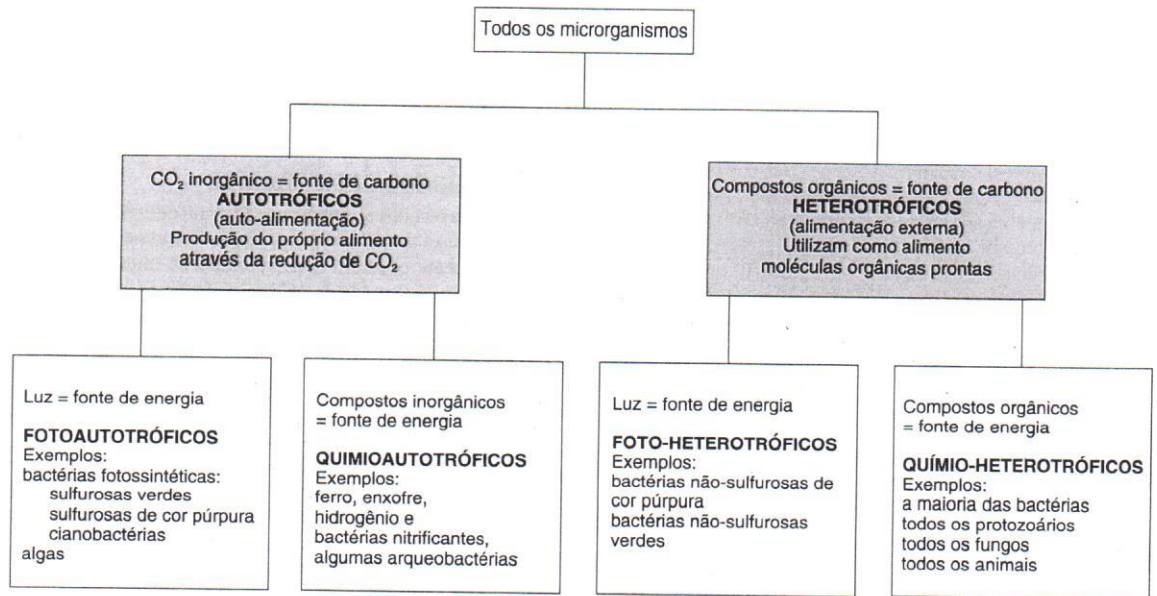 Todos os microrganismos
CO₂ inorgânico = fonte de carbono
AUTOTRÓFICOS
(auto-alimentação)
Produção do próprio alimento
através da redução de CO₂
Compostos orgânicos = fonte de carbono
HETEROTRÓFICOS
(alimentação externa)
Utilizam como alimento
moléculas orgânicas prontas
Luz = fonte de energia
FOTOAUTOTRÓFICOS
Exemplos:
bactérias fotossintéticas:
sulfurosas verdes
sulfurosas de cor púrpura
cianobactérias
algas
Compostos inorgânicos
= fonte de energia
QUIMIOAUTOTRÓFICOS
Exemplos:
ferro, enxofre,
hidrogênio e
bactérias nitrificantes,
algumas arqueobactérias
Luz = fonte de energia
FOTO-HETEROTRÓFICOS
Exemplos:
bactérias não-sulfurosas de
cor púrpura
bactérias não-sulfurosas
verdes
Compostos orgânicos
= fonte de energia
QUÍMIO-HETEROTRÓFICOS
Exemplos:
a maioria das bactérias
todos os protozoários
todos os fungos
todos os animais